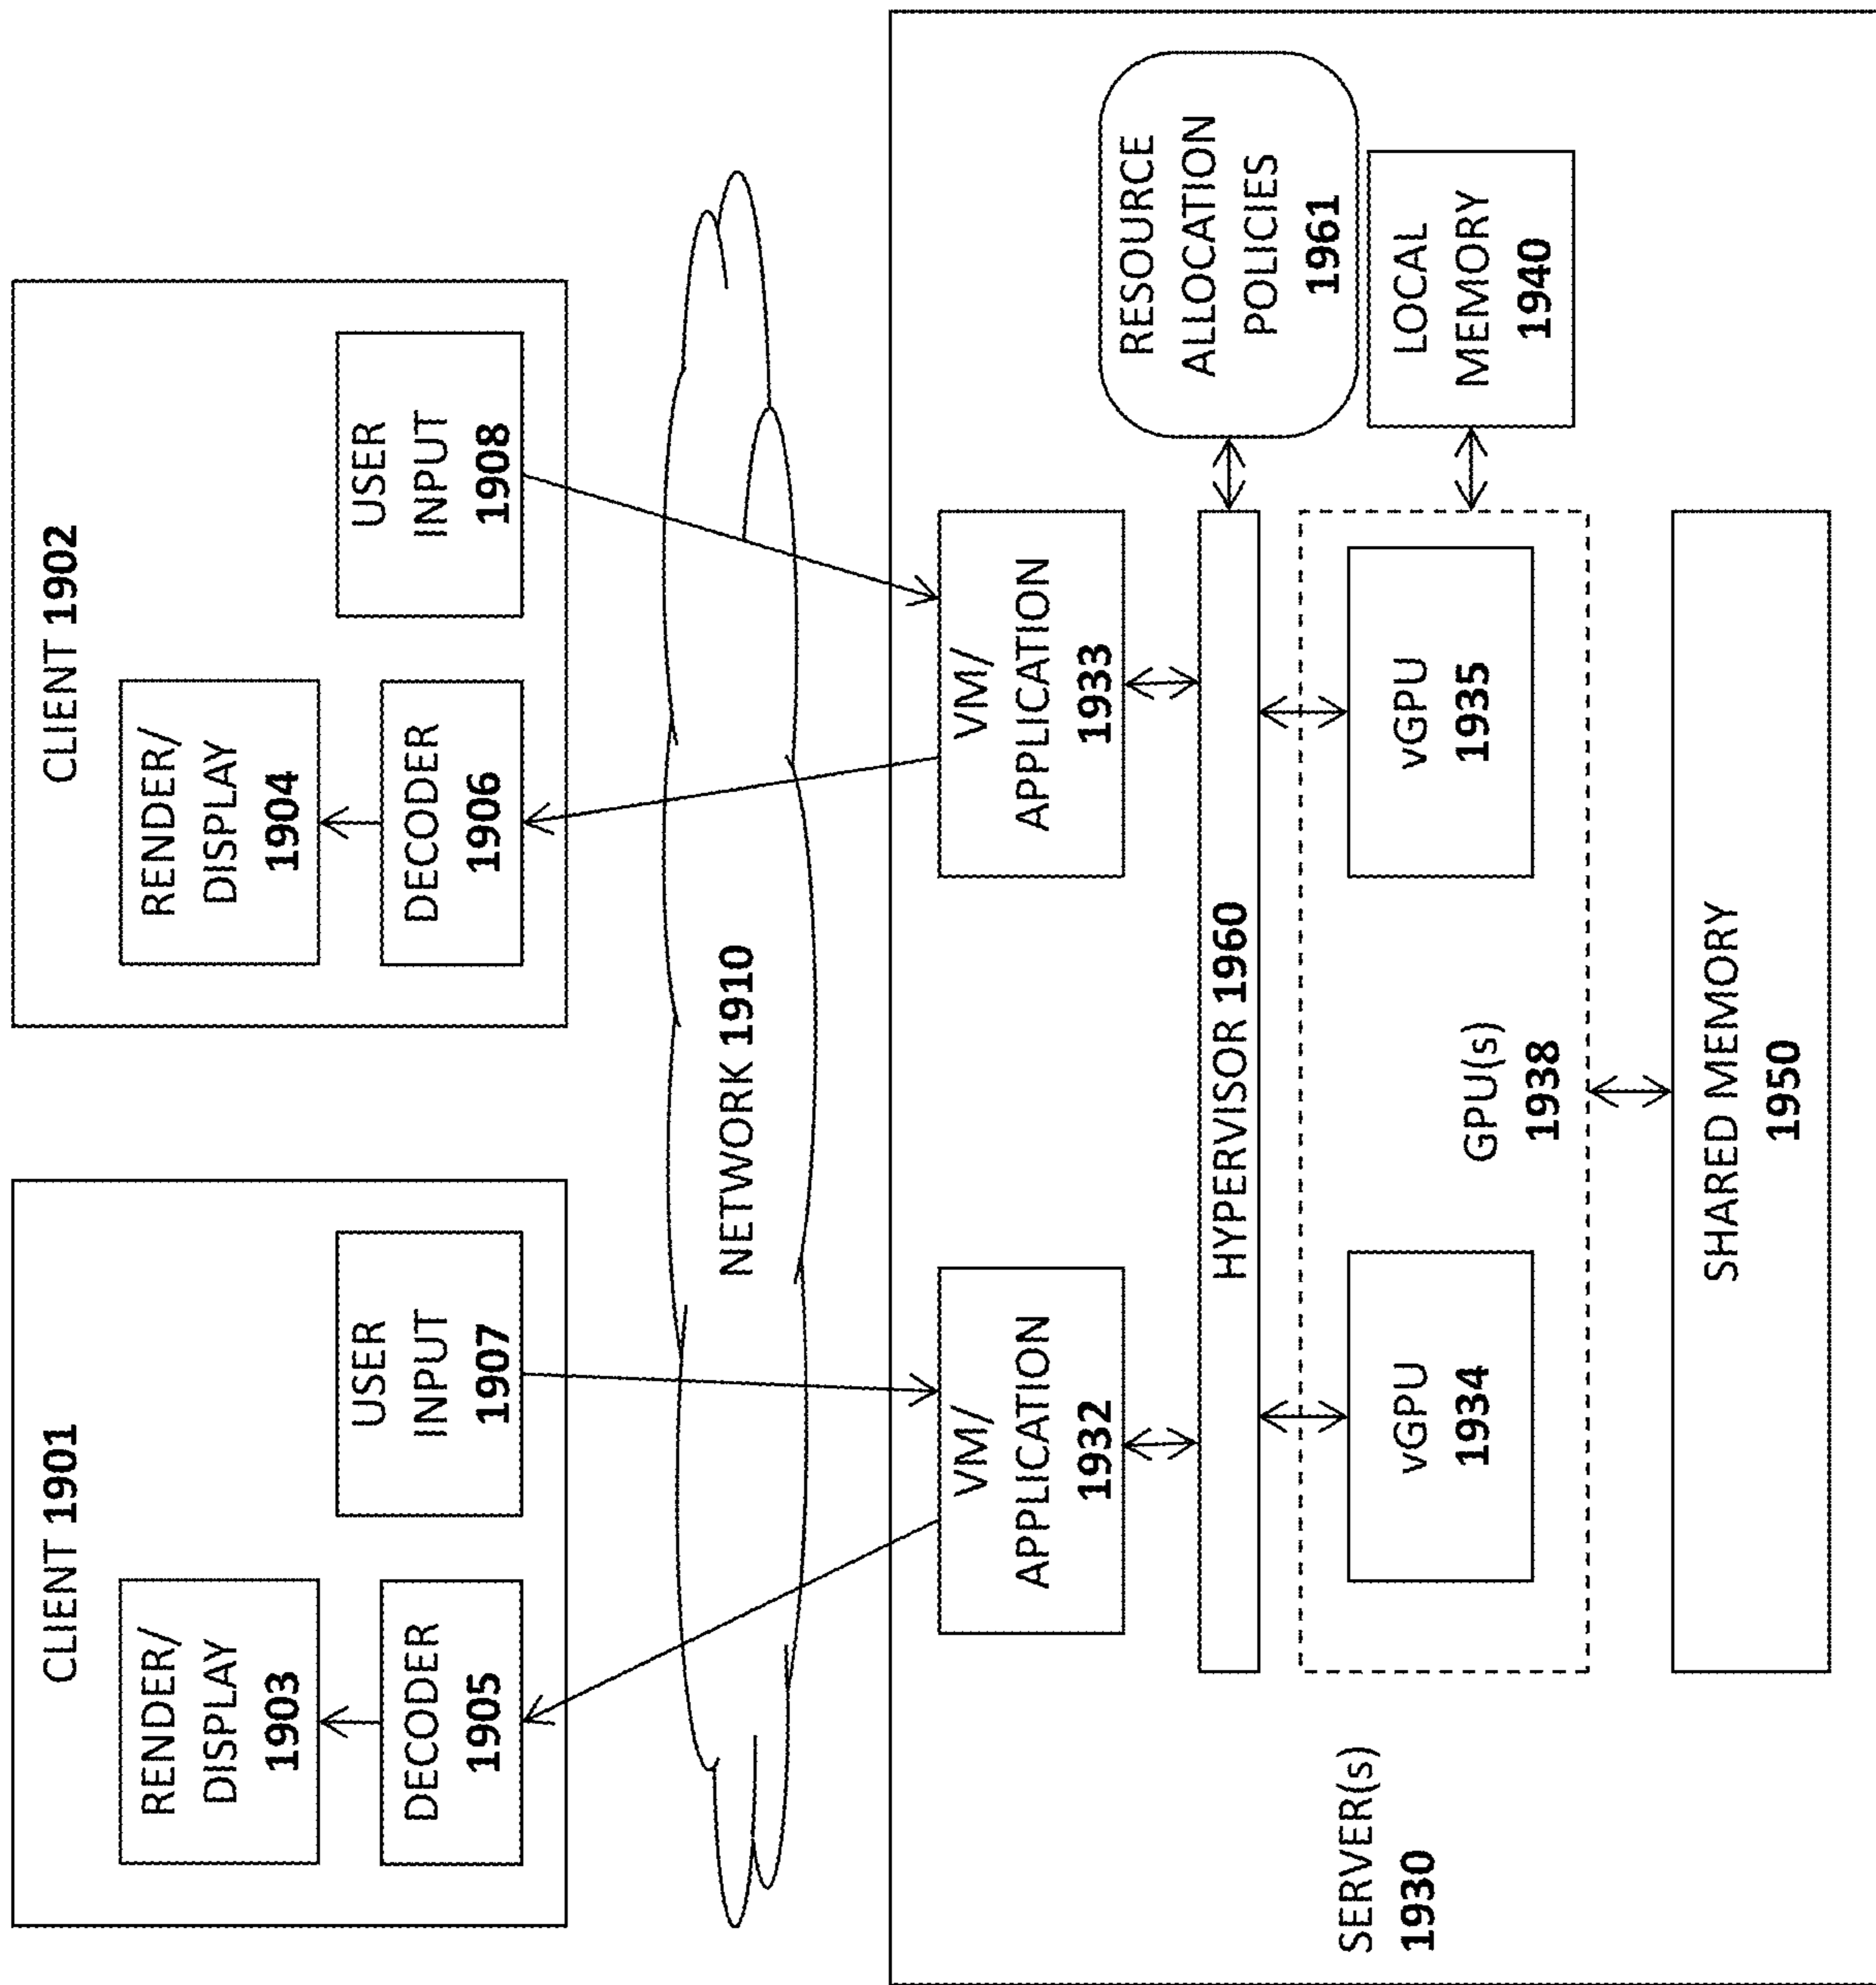 CLIENT 1901
RENDER/
DISPLAY
1903
DECODER
1905
USER
INPUT
1907
CLIENT 1902
RENDER/
DISPLAY
1904
DECODER
1906
USER
INPUT
1908
NETWORK 1910
SERVER(s)
1930
VM/
APPLICATION
1932
VM/
APPLICATION
1933
HYPERVISOR 1960
RESOURCE
ALLOCATION
POLICIES
1961
vGPU
1934
GPU(s)
1938
vGPU
1935
LOCAL
MEMORY
1940
SHARED MEMORY
1950